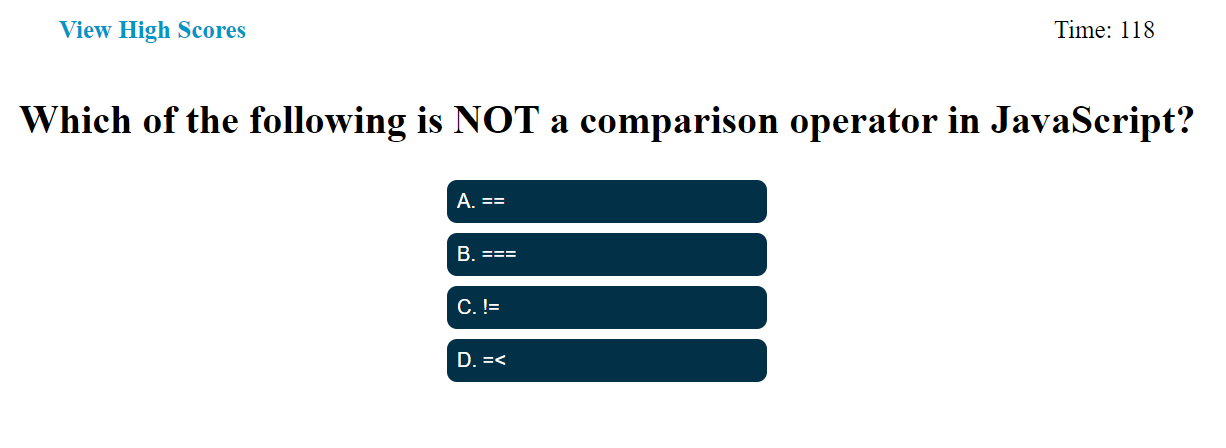 View High Scores
Time: 118
Which of the following is NOT a comparison operator in JavaScript?
A. ==
B. ===
C. !=
D. =<